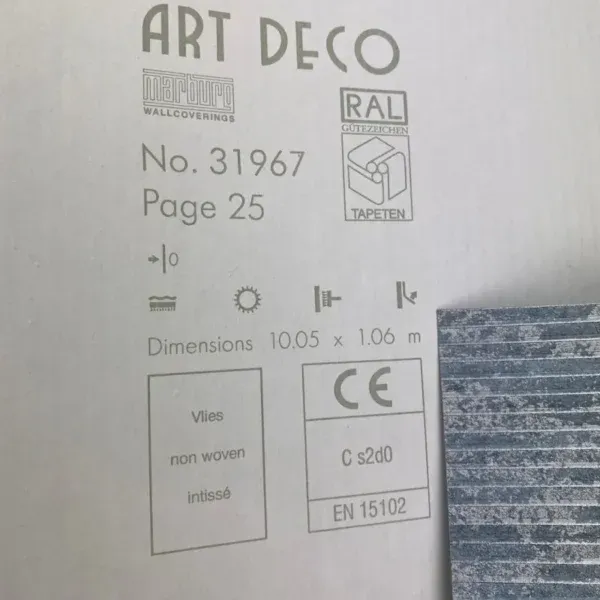 ART DECO
marburg
WALLCOVERINGS
RAL
GÜTEZEICHEN
TAPETEN
No. 31967
Page 25
0
Dimensions 10.05 x 1.06 m
Vlies
non woven
intissé
CE
C s2d0
EN 15102